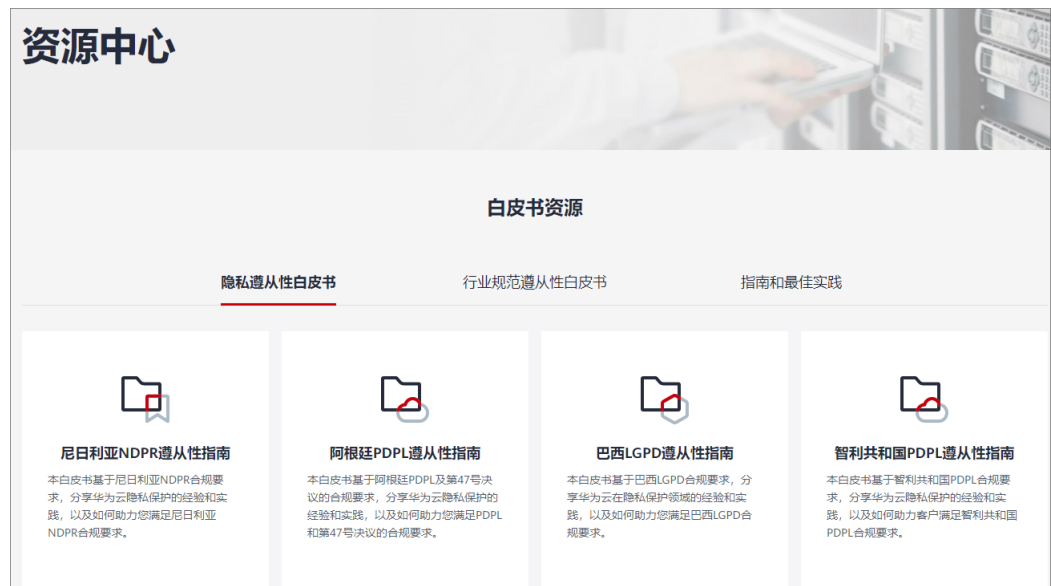 资源中心
白皮书资源
隐私遵从性白皮书
行业规范遵从性白皮书
指南和最佳实践
尼日利亚NDPR遵从性指南
本白皮书基于尼日利亚NDPR合规要
求，分享华为云隐私保护的经验和实
践，以及如何助力您满足尼日利亚
NDPR合规要求。
阿根廷PDPL遵从性指南
本白皮书基于阿根廷PDPL及第47号决
议的合规要求，分享华为云隐私保护的
经验和实践，以及如何助力您满足PDPL
和第47号决议的合规要求。
巴西LGPD遵从性指南
本白皮书基于巴西LGPD合规要求，分
享华为云在隐私保护领域的经验和实
践，以及如何助力您满足巴西LGPD合
规要求。
智利共和国PDPL遵从性指南
本白皮书基于智利共和国PDPL合规要
求，分享华为云隐私保护的经验和实
践，以及如何助力客户满足智利共和国
PDPL合规要求。